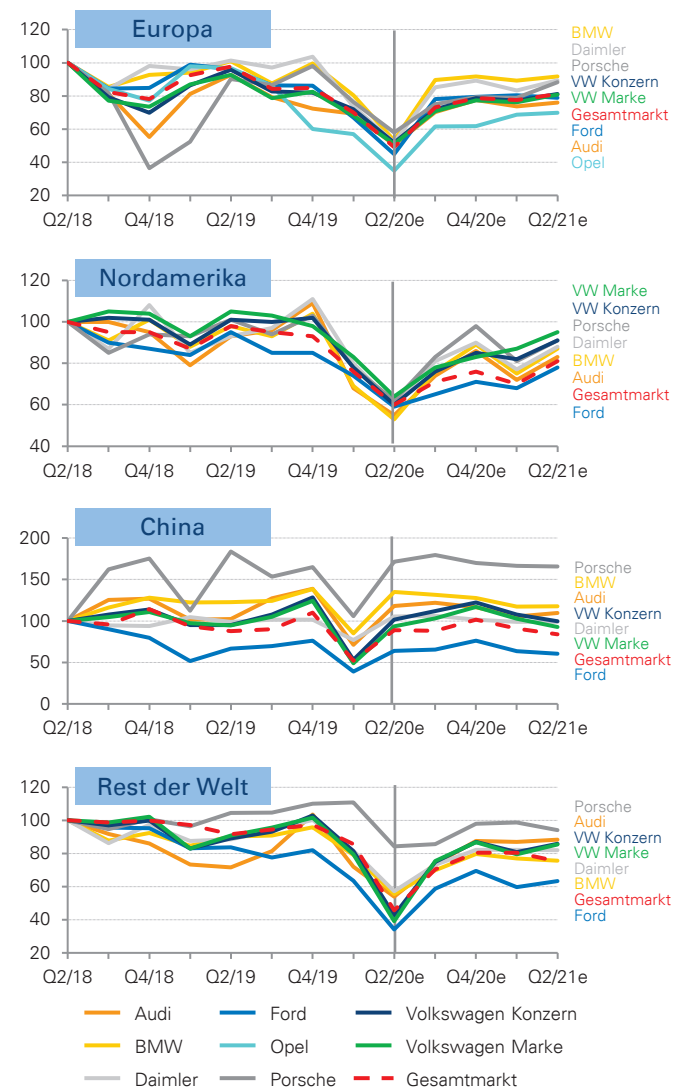 Europa
120
100
80
60
40
20
Q2/18 Q4/18 Q2/19 Q4/19 Q2/20e Q4/20e Q2/21e
BMW
Daimler
Porsche
VW Konzern
VW Marke
Gesamtmarkt
Ford
Audi
Opel
Nordamerika
120
100
80
60
40
Q2/18 Q4/18 Q2/19 Q4/19 Q2/20e Q4/20e Q2/21e
VW Marke
VW Konzern
Porsche
Daimler
BMW
Audi
Gesamtmarkt
Ford
China
200
150
100
50
0
Q2/18 Q4/18 Q2/19 Q4/19 Q2/20e Q4/20e Q2/21e
Porsche
BMW
Audi
VW Konzern
Daimler
VW Marke
Gesamtmarkt
Ford
Rest der Welt
120
100
80
60
40
20
Q2/18 Q4/18 Q2/19 Q4/19 Q2/20e Q4/20e Q2/21e
Porsche
Audi
VW Konzern
VW Marke
Daimler
BMW
Gesamtmarkt
Ford
Audi Ford Volkswagen Konzern
BMW Opel Volkswagen Marke
Daimler Porsche Gesamtmarkt